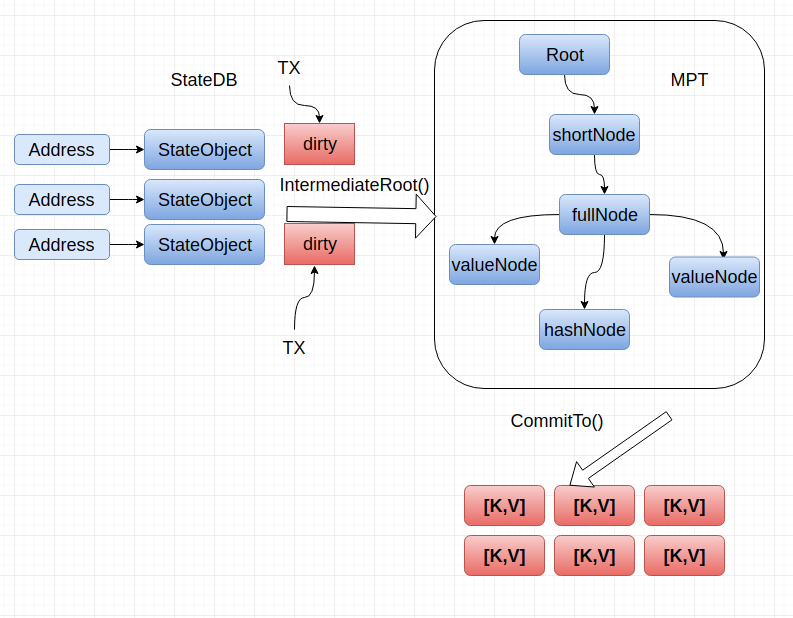 StateDB
TX
Address
StateObject
dirty
Address
StateObject
IntermediateRoot()
Address
StateObject
dirty
TX
Root
MPT
shortNode
fullNode
valueNode
valueNode
hashNode
CommitTo()
[K,V] [K,V] [K,V]
[K,V] [K,V] [K,V]